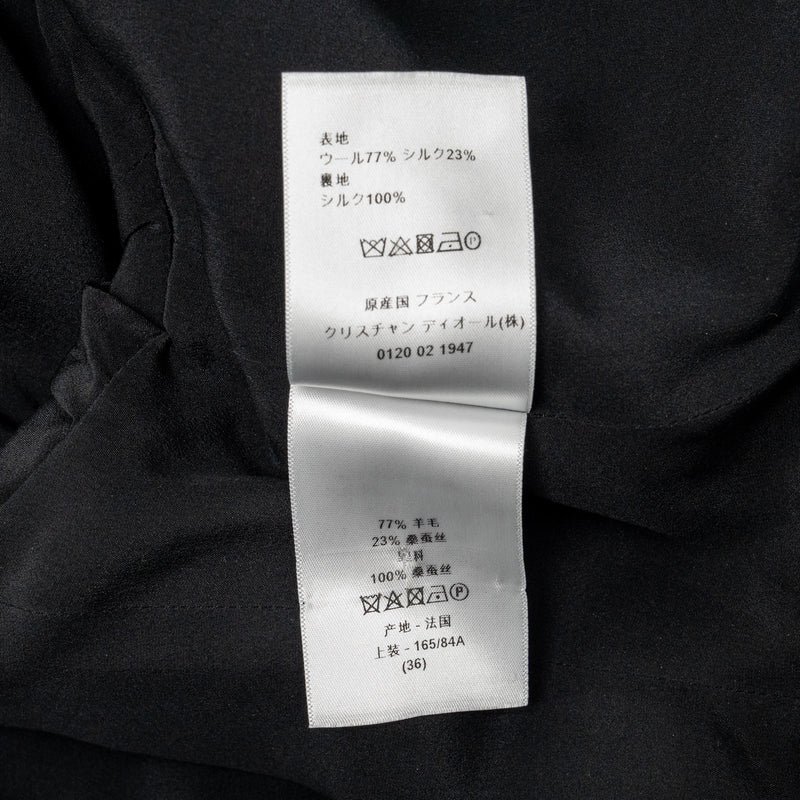 表地
ウール77% シルク23%
裏地
シルク100%
P
原産国 フランス
クリスチャン ディオール(株)
0120 02 1947
77% 羊毛
23% 桑蚕丝
料
100% 桑蚕丝
P
产地 - 法国
上装 - 165/84A
(36)